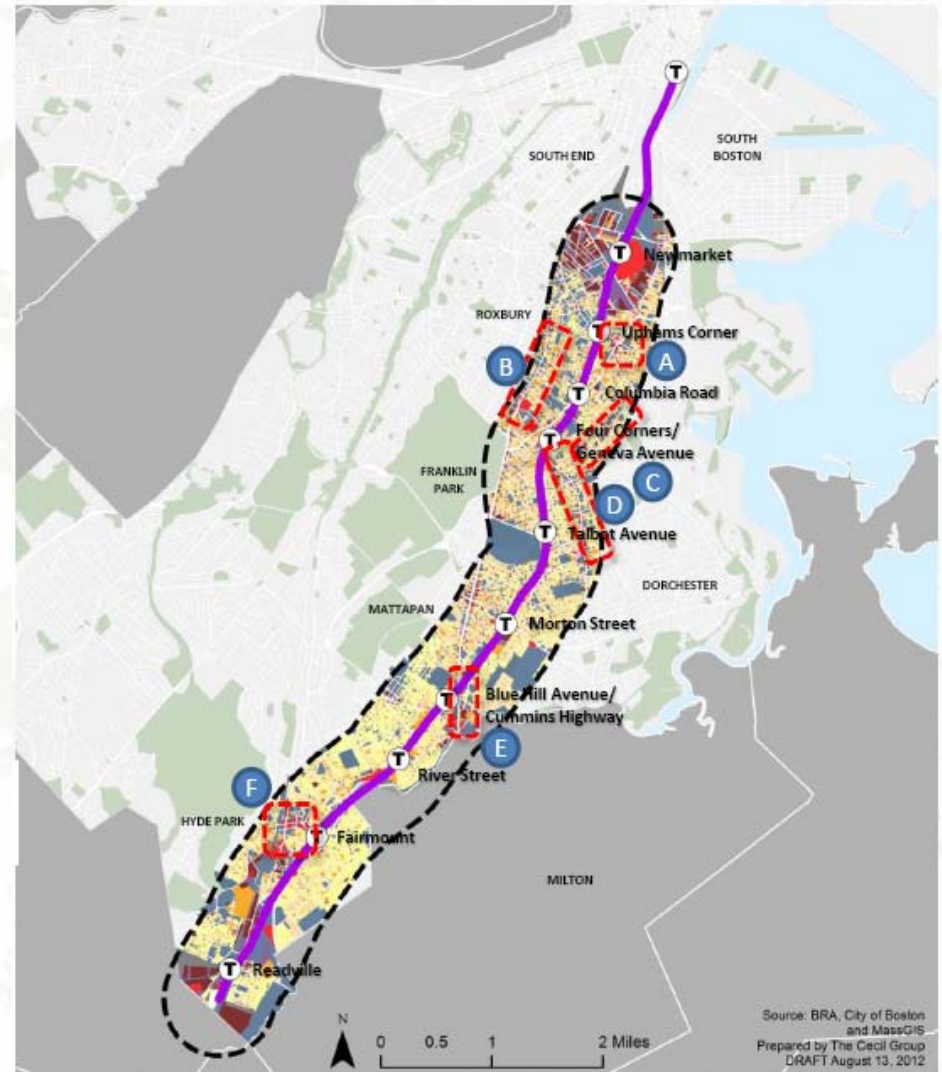 T
SOUTH
BOSTON
SOUTH END
T Newmarket
ROXBURY
T Uphams Corner
B
A
T Columbia Road
T Four Corners/
Geneva Avenue
FRANKLIN
PARK
C
D
T Talbot Avenue
DORCHESTER
MATTAPAN
T Morton Street
T Blue Hill Avenue/
Cummins Highway
E
T
River Street
F
HYDE PARK
T Fairmount
MILTON
T Readville
N
0 0.5 1 2 Miles
Source: BRA, City of Boston
and MassGIS
Prepared by The Cecil Group
DRAFT August 13, 2012